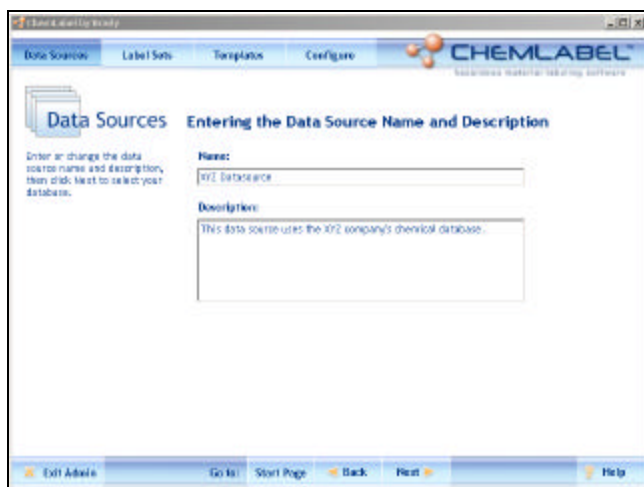 ChemLabel by Brady
Data Sources Label Sets Templates Configure
CHEMLABEL™
hazardous material labeling software
Data Sources
Entering the Data Source Name and Description
Enter or change the data
source name and description,
then click Next to select your
database.
Name:
XYZ Datasource
Description:
This data source uses the XYZ company's chemical database.
Exit Admin Go to: Start Page Back Next Help